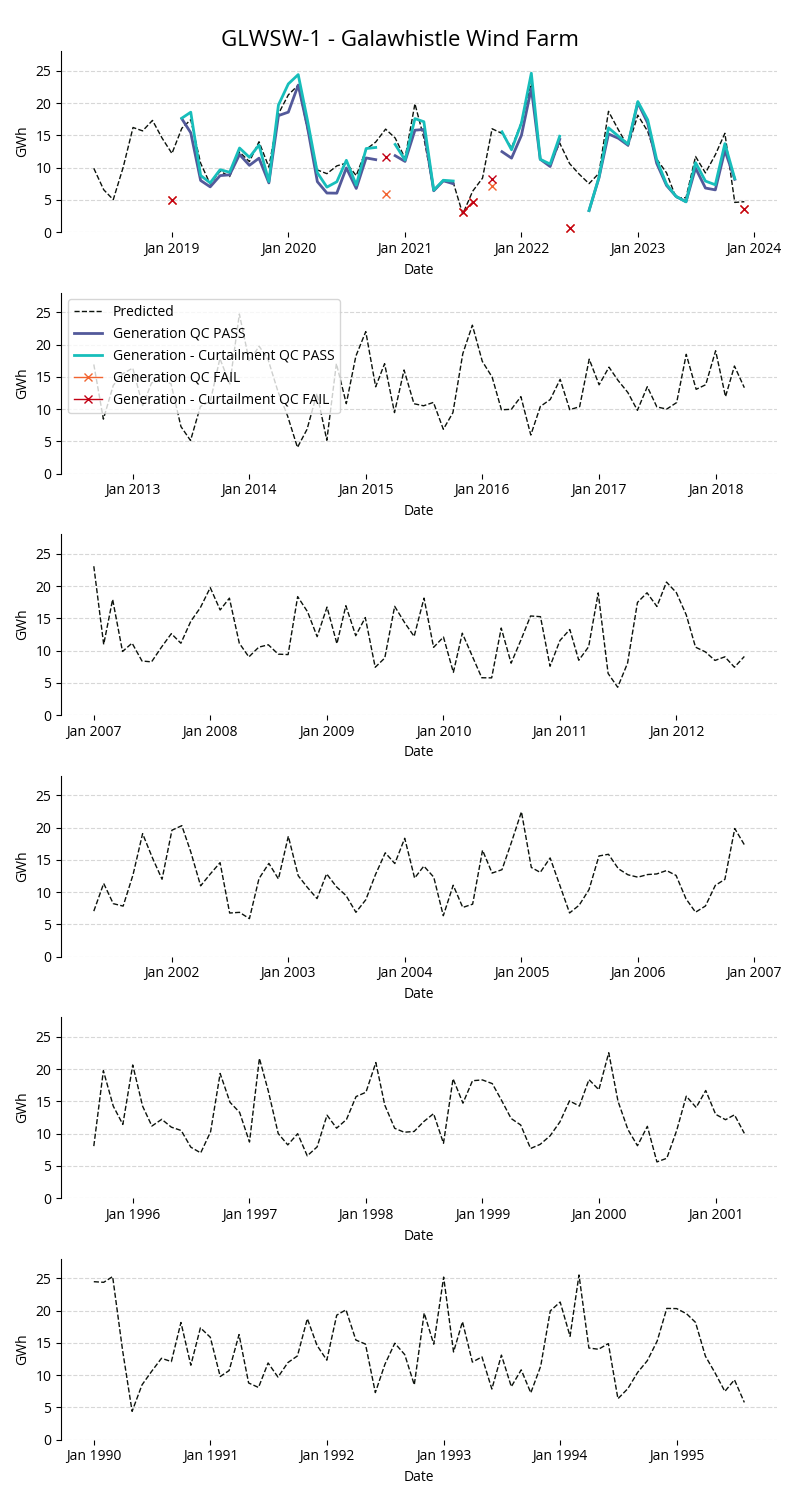 GLWSW-1 - Galawhistle Wind Farm
25
20
15
10
5
0
GWh
Jan 2019 Jan 2020 Jan 2021 Jan 2022 Jan 2023 Jan 2024
Date
Predicted
Generation QC PASS
Generation - Curtailment QC PASS
Generation QC FAIL
Generation - Curtailment QC FAIL
25
20
15
10
5
0
GWh
Jan 2013 Jan 2014 Jan 2015 Jan 2016 Jan 2017 Jan 2018
Date
25
20
15
10
5
0
GWh
Jan 2007 Jan 2008 Jan 2009 Jan 2010 Jan 2011 Jan 2012
Date
25
20
15
10
5
0
GWh
Jan 2002 Jan 2003 Jan 2004 Jan 2005 Jan 2006 Jan 2007
Date
25
20
15
10
5
0
GWh
Jan 1996 Jan 1997 Jan 1998 Jan 1999 Jan 2000 Jan 2001
Date
25
20
15
10
5
0
GWh
Jan 1990 Jan 1991 Jan 1992 Jan 1993 Jan 1994 Jan 1995
Date